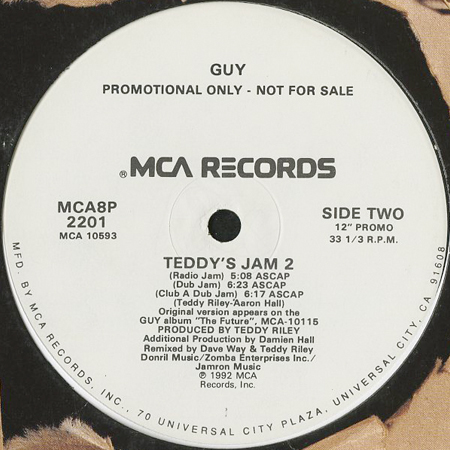 GUY
PROMOTIONAL ONLY - NOT FOR SALE
®MCA RECORDS
MCA8P
2201
MCA 10593
SIDE TWO
12" PROMO
33 1/3 R.P.M.
TEDDY'S JAM 2
(Radio Jam) 5:08 ASCAP
(Dub Jam) 6:23 ASCAP
(Club A Dub Jam) 6:17 ASCAP
(Teddy Riley-Aaron Hall)
Original version appears on the
GUY album "The Future", MCA-10115
PRODUCED BY TEDDY RILEY
Additional Production by Damien Hall
Remixed by Dave Way & Teddy Riley
Donril Music/Zomba Enterprises Inc./
Jamron Music
℗ 1992 MCA
Records, Inc.
MFD. BY MCA RECORDS, INC., 70 UNIVERSAL CITY PLAZA, UNIVERSAL CITY, CA. 91608